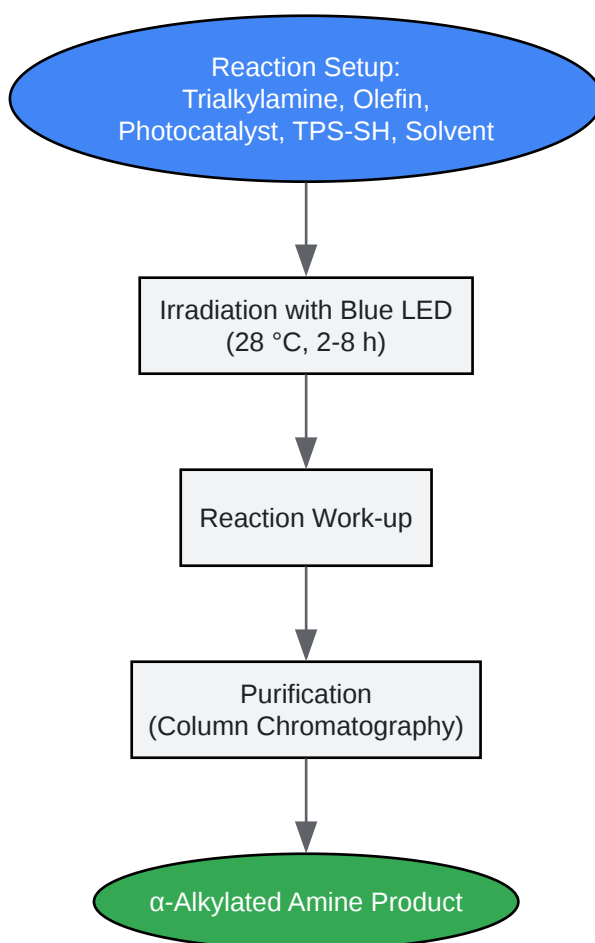 Reaction Setup:
Trialkylamine, Olefin,
Photocatalyst, TPS-SH, Solvent
Irradiation with Blue LED
(28 °C, 2-8 h)
Reaction Work-up
Purification
(Column Chromatography)
α-Alkylated Amine Product